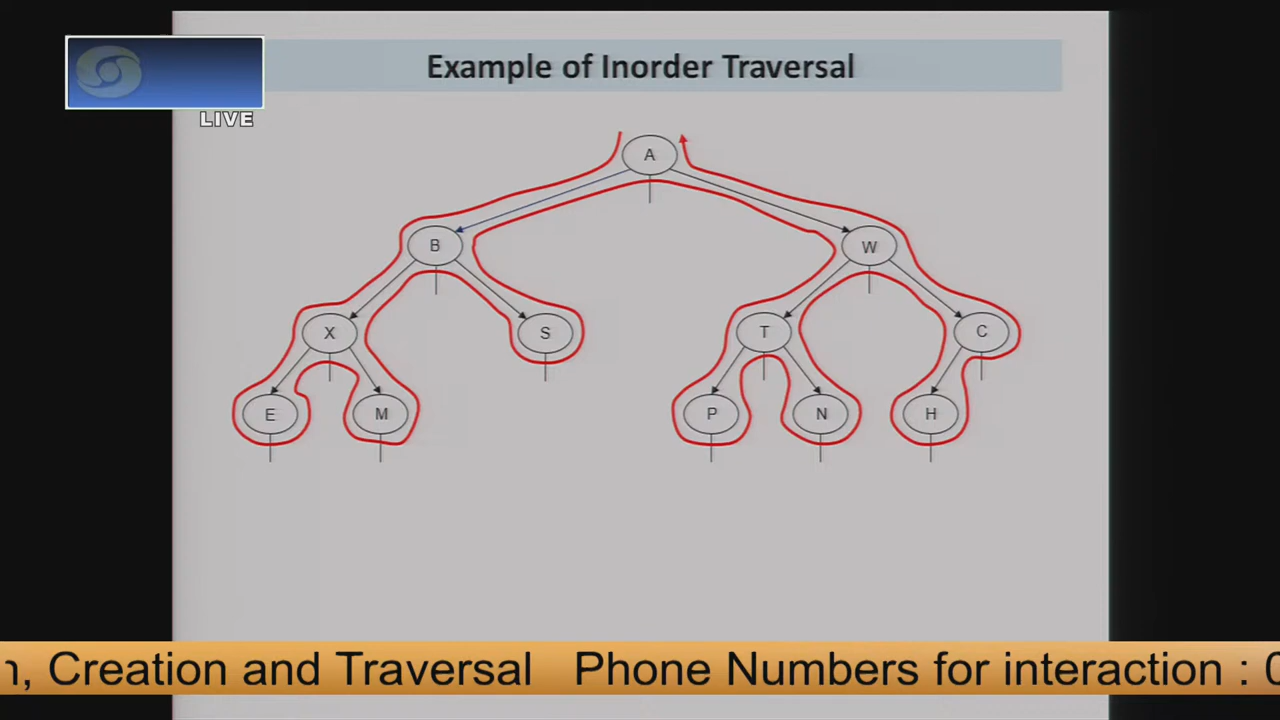 Example of Inorder Traversal
LIVE
A
B
W
X
S
T
C
E
M
P
N
H
, Creation and Traversal Phone Numbers for interaction :